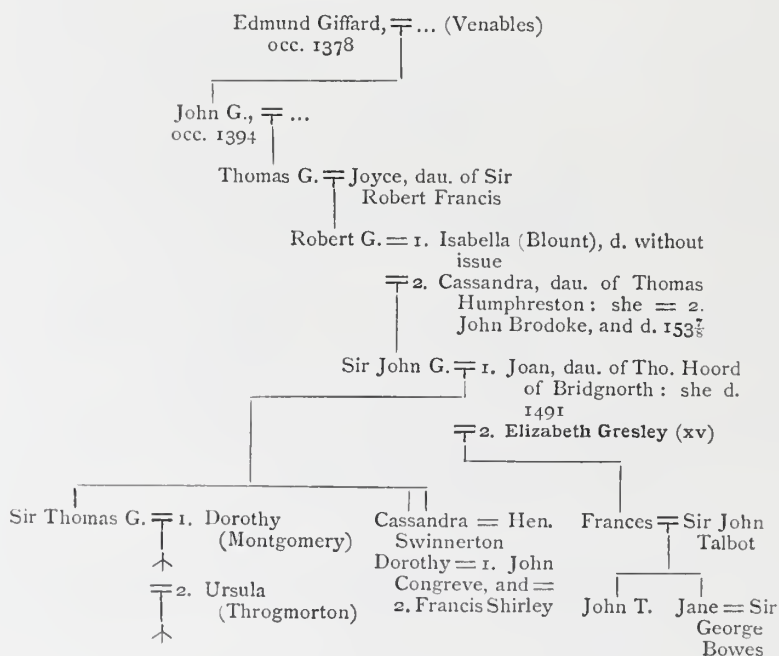 Edmund Giffard, = ... (Venables)
occ. 1378
John G., = ...
occ. 1394
Thomas G. = Joyce, dau. of Sir
Robert Francis
Robert G. = 1. Isabella (Blount), d. without
issue
= 2. Cassandra, dau. of Thomas
Humphreston: she = 2.
John Brodoke, and d. 153⅞
Sir John G. = 1. Joan, dau. of Tho. Hoord
of Bridgnorth: she d.
1491
= 2. Elizabeth Gresley (xv)
Sir Thomas G. = 1. Dorothy
(Montgomery)
= 2. Ursula
(Throgmorton)
Cassandra = Hen.
Swinnerton
Dorothy = 1. John
Congreve, and =
2. Francis Shirley
Frances = Sir John
Talbot
John T.
Jane = Sir
George
Bowes